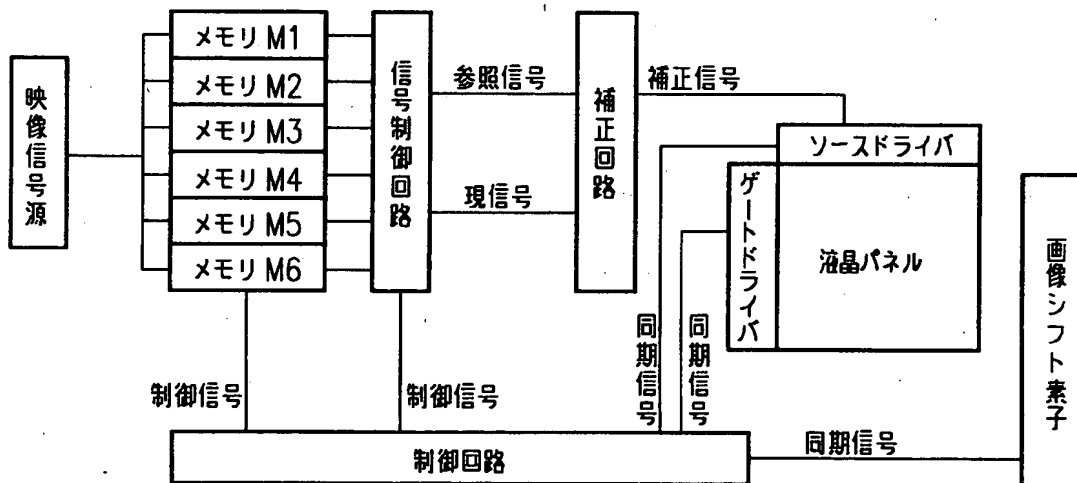 映像信号源
メモリ M1
メモリ M2
メモリ M3
メモリ M4
メモリ M5
メモリ M6
信号制御回路
参照信号
現信号
補正回路
補正信号
ソースドライバ
ゲートドライバ
液晶パネル
画像シフト素子
制御信号
制御信号
同期信号
同期信号
制御回路
同期信号